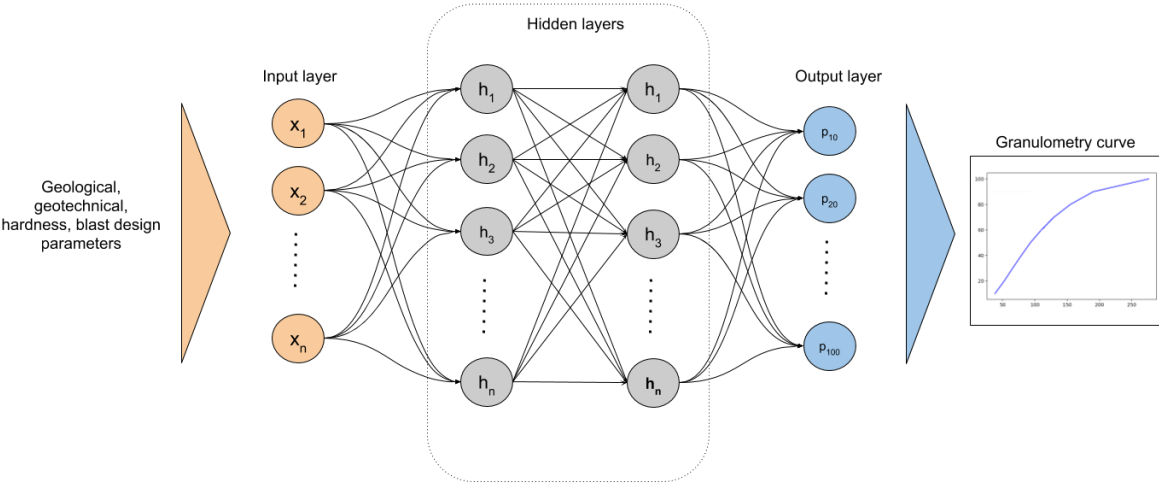 Hidden layers
Input layer
Output layer
Geological,
geotechnical,
hardness, blast design
parameters
x1
x2
xn
h1
h2
h3
hn
h1
h2
h3
hn
p10
p20
p100
Granulometry curve
100
80
60
40
20
50
100
150
200
250